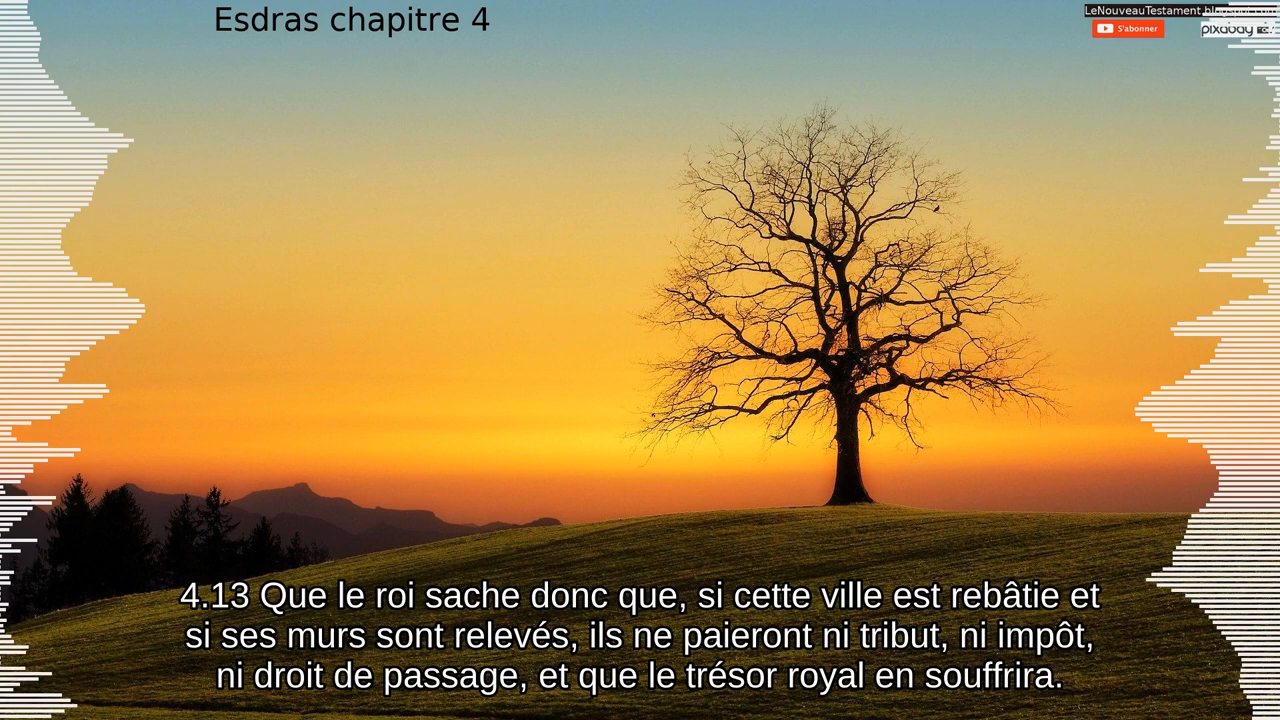 Esdras chapitre 4
LeNouveauTestament.blogspot.com
S'abonner
pixabay
4.13 Que le roi sache donc que, si cette ville est rebâtie et
si ses murs sont relevés, ils ne paieront ni tribut, ni impôt,
ni droit de passage, et que le trésor royal en souffrira.